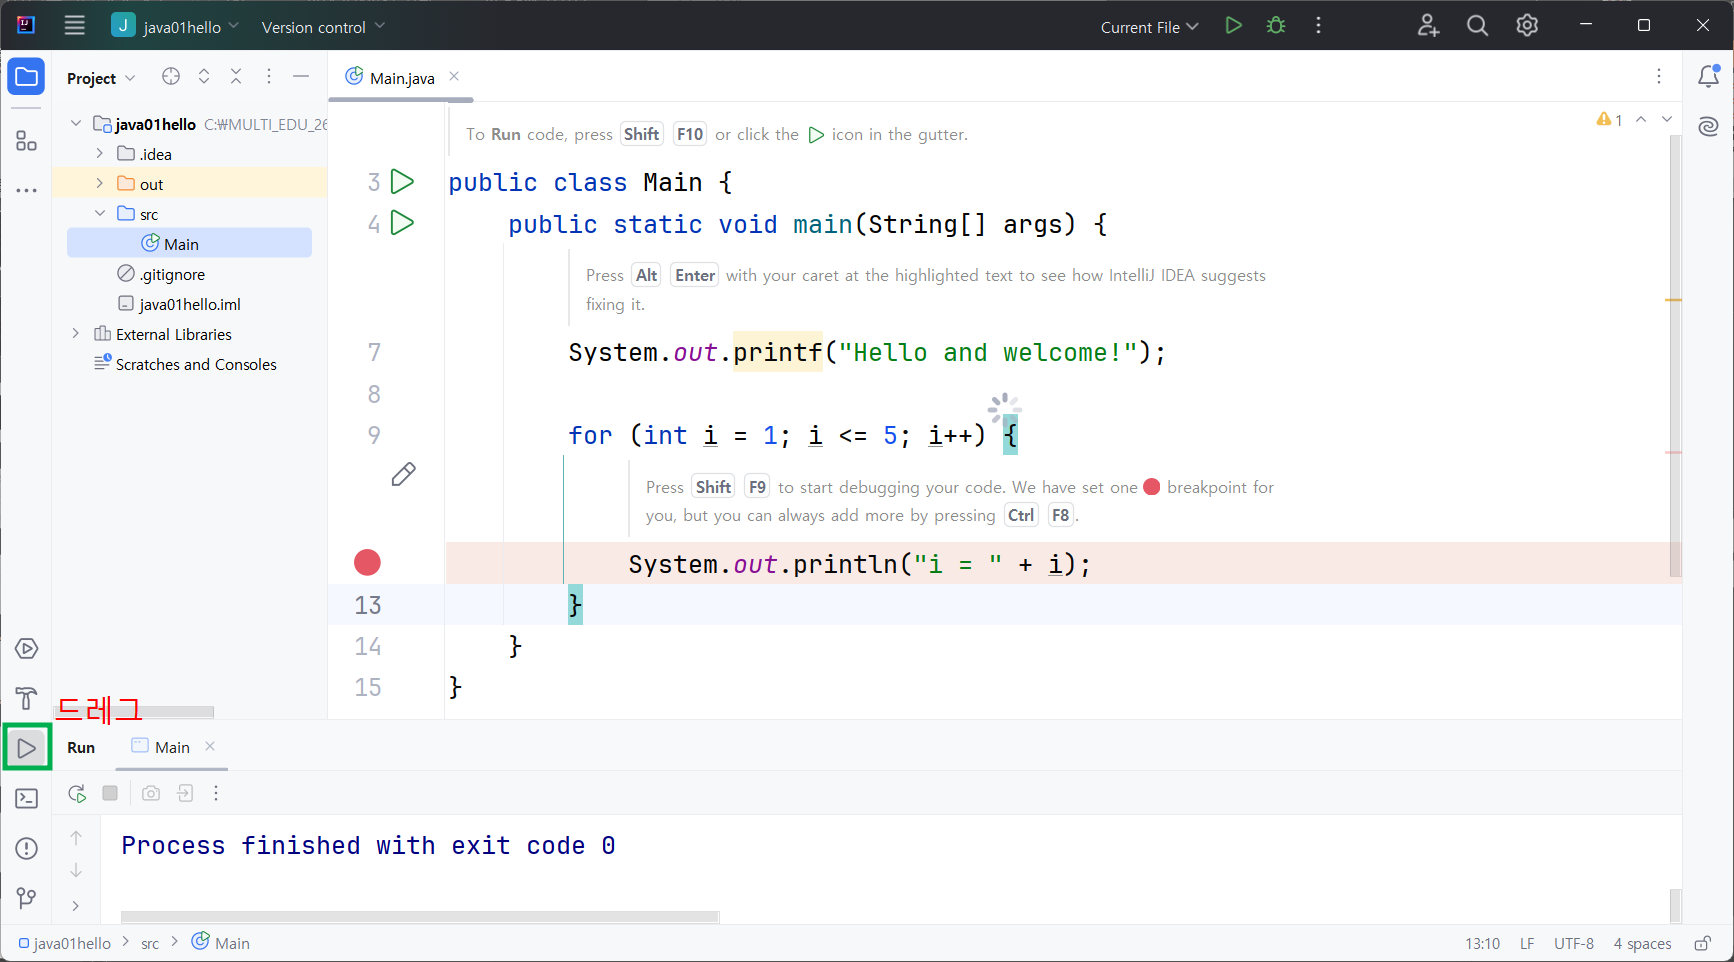 J java01hello Version control Current File
Project
Main.java
java01hello C:₩MULTI_EDU_26
.idea
out
src
Main
.gitignore
java01hello.iml
External Libraries
Scratches and Consoles
1
To Run code, press Shift F10 or click the icon in the gutter.
3 public class Main {
4 public static void main(String[] args) {
Press Alt Enter with your caret at the highlighted text to see how IntelliJ IDEA suggests
fixing it.
7 System.out.printf("Hello and welcome!");
8
9 for (int i = 1; i <= 5; i++) {
Press Shift F9 to start debugging your code. We have set one breakpoint for
you, but you can always add more by pressing Ctrl F8.
System.out.println("i = " + i);
13 }
14 }
15 }
드레그
Run Main
Process finished with exit code 0
java01hello src Main 13:10 LF UTF-8 4 spaces